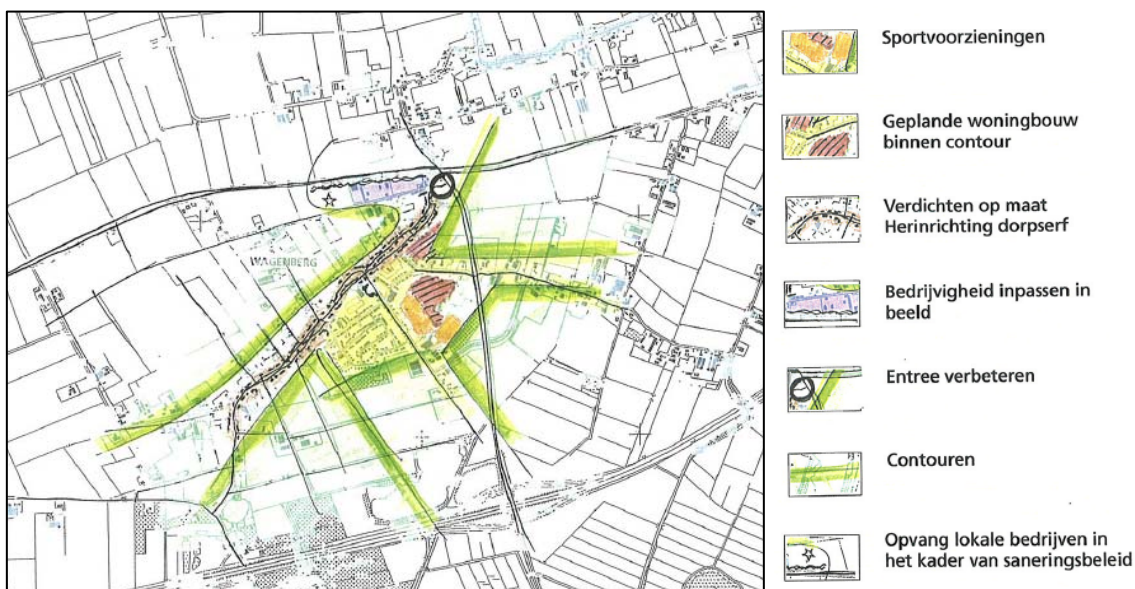 WAGENBERG
Sportvoorzieningen
Geplande woningbouw
binnen contour
Verdichten op maat
Herinrichting dorpserf
Bedrijvigheid inpassen in
beeld
Entree verbeteren
Contouren
Opvang lokale bedrijven in
het kader van saneringsbeleid